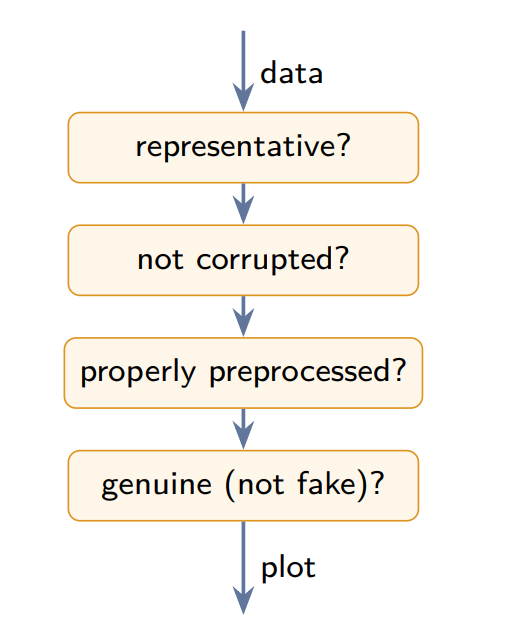 data
representative?
not corrupted?
properly preprocessed?
genuine (not fake)?
plot